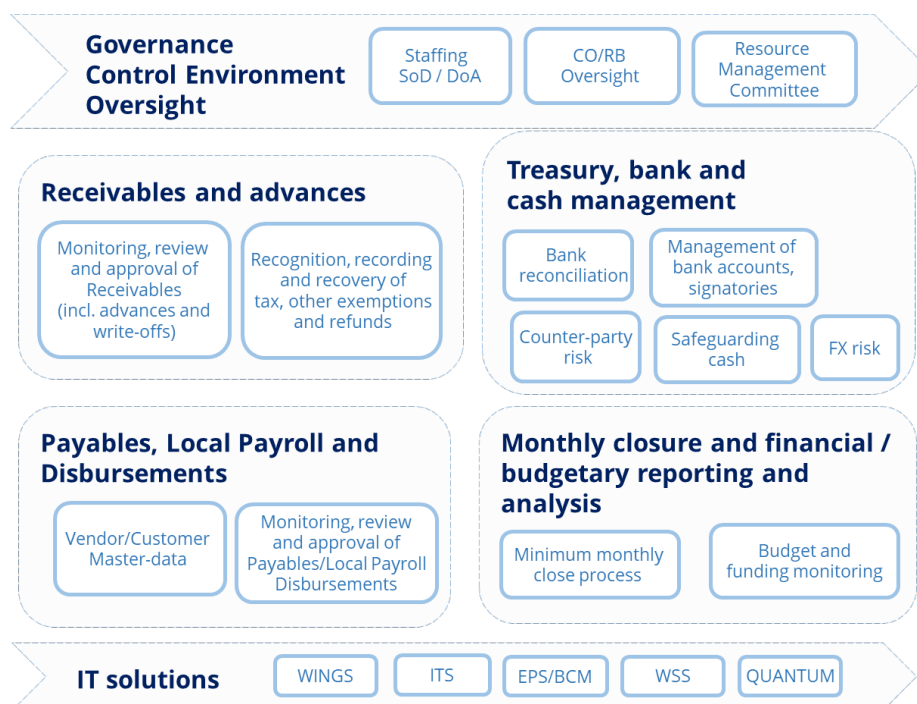 Governance
Control Environment
Oversight
Staffing
SoD / DoA
CO/RB
Oversight
Resource
Management
Committee
Receivables and advances
Monitoring, review
and approval of
Receivables
(incl. advances and
write-offs)
Recognition, recording
and recovery of
tax, other exemptions
and refunds
Treasury, bank and
cash management
Bank
reconciliation
Management of
bank accounts,
signatories
Counter-party
risk
Safeguarding
cash
FX risk
Payables, Local Payroll and
Disbursements
Vendor/Customer
Master-data
Monitoring, review
and approval of
Payables/Local Payroll
Disbursements
Monthly closure and financial /
budgetary reporting and
analysis
Minimum monthly
close process
Budget and
funding monitoring
IT solutions
WINGS
ITS
EPS/BCM
WSS
QUANTUM